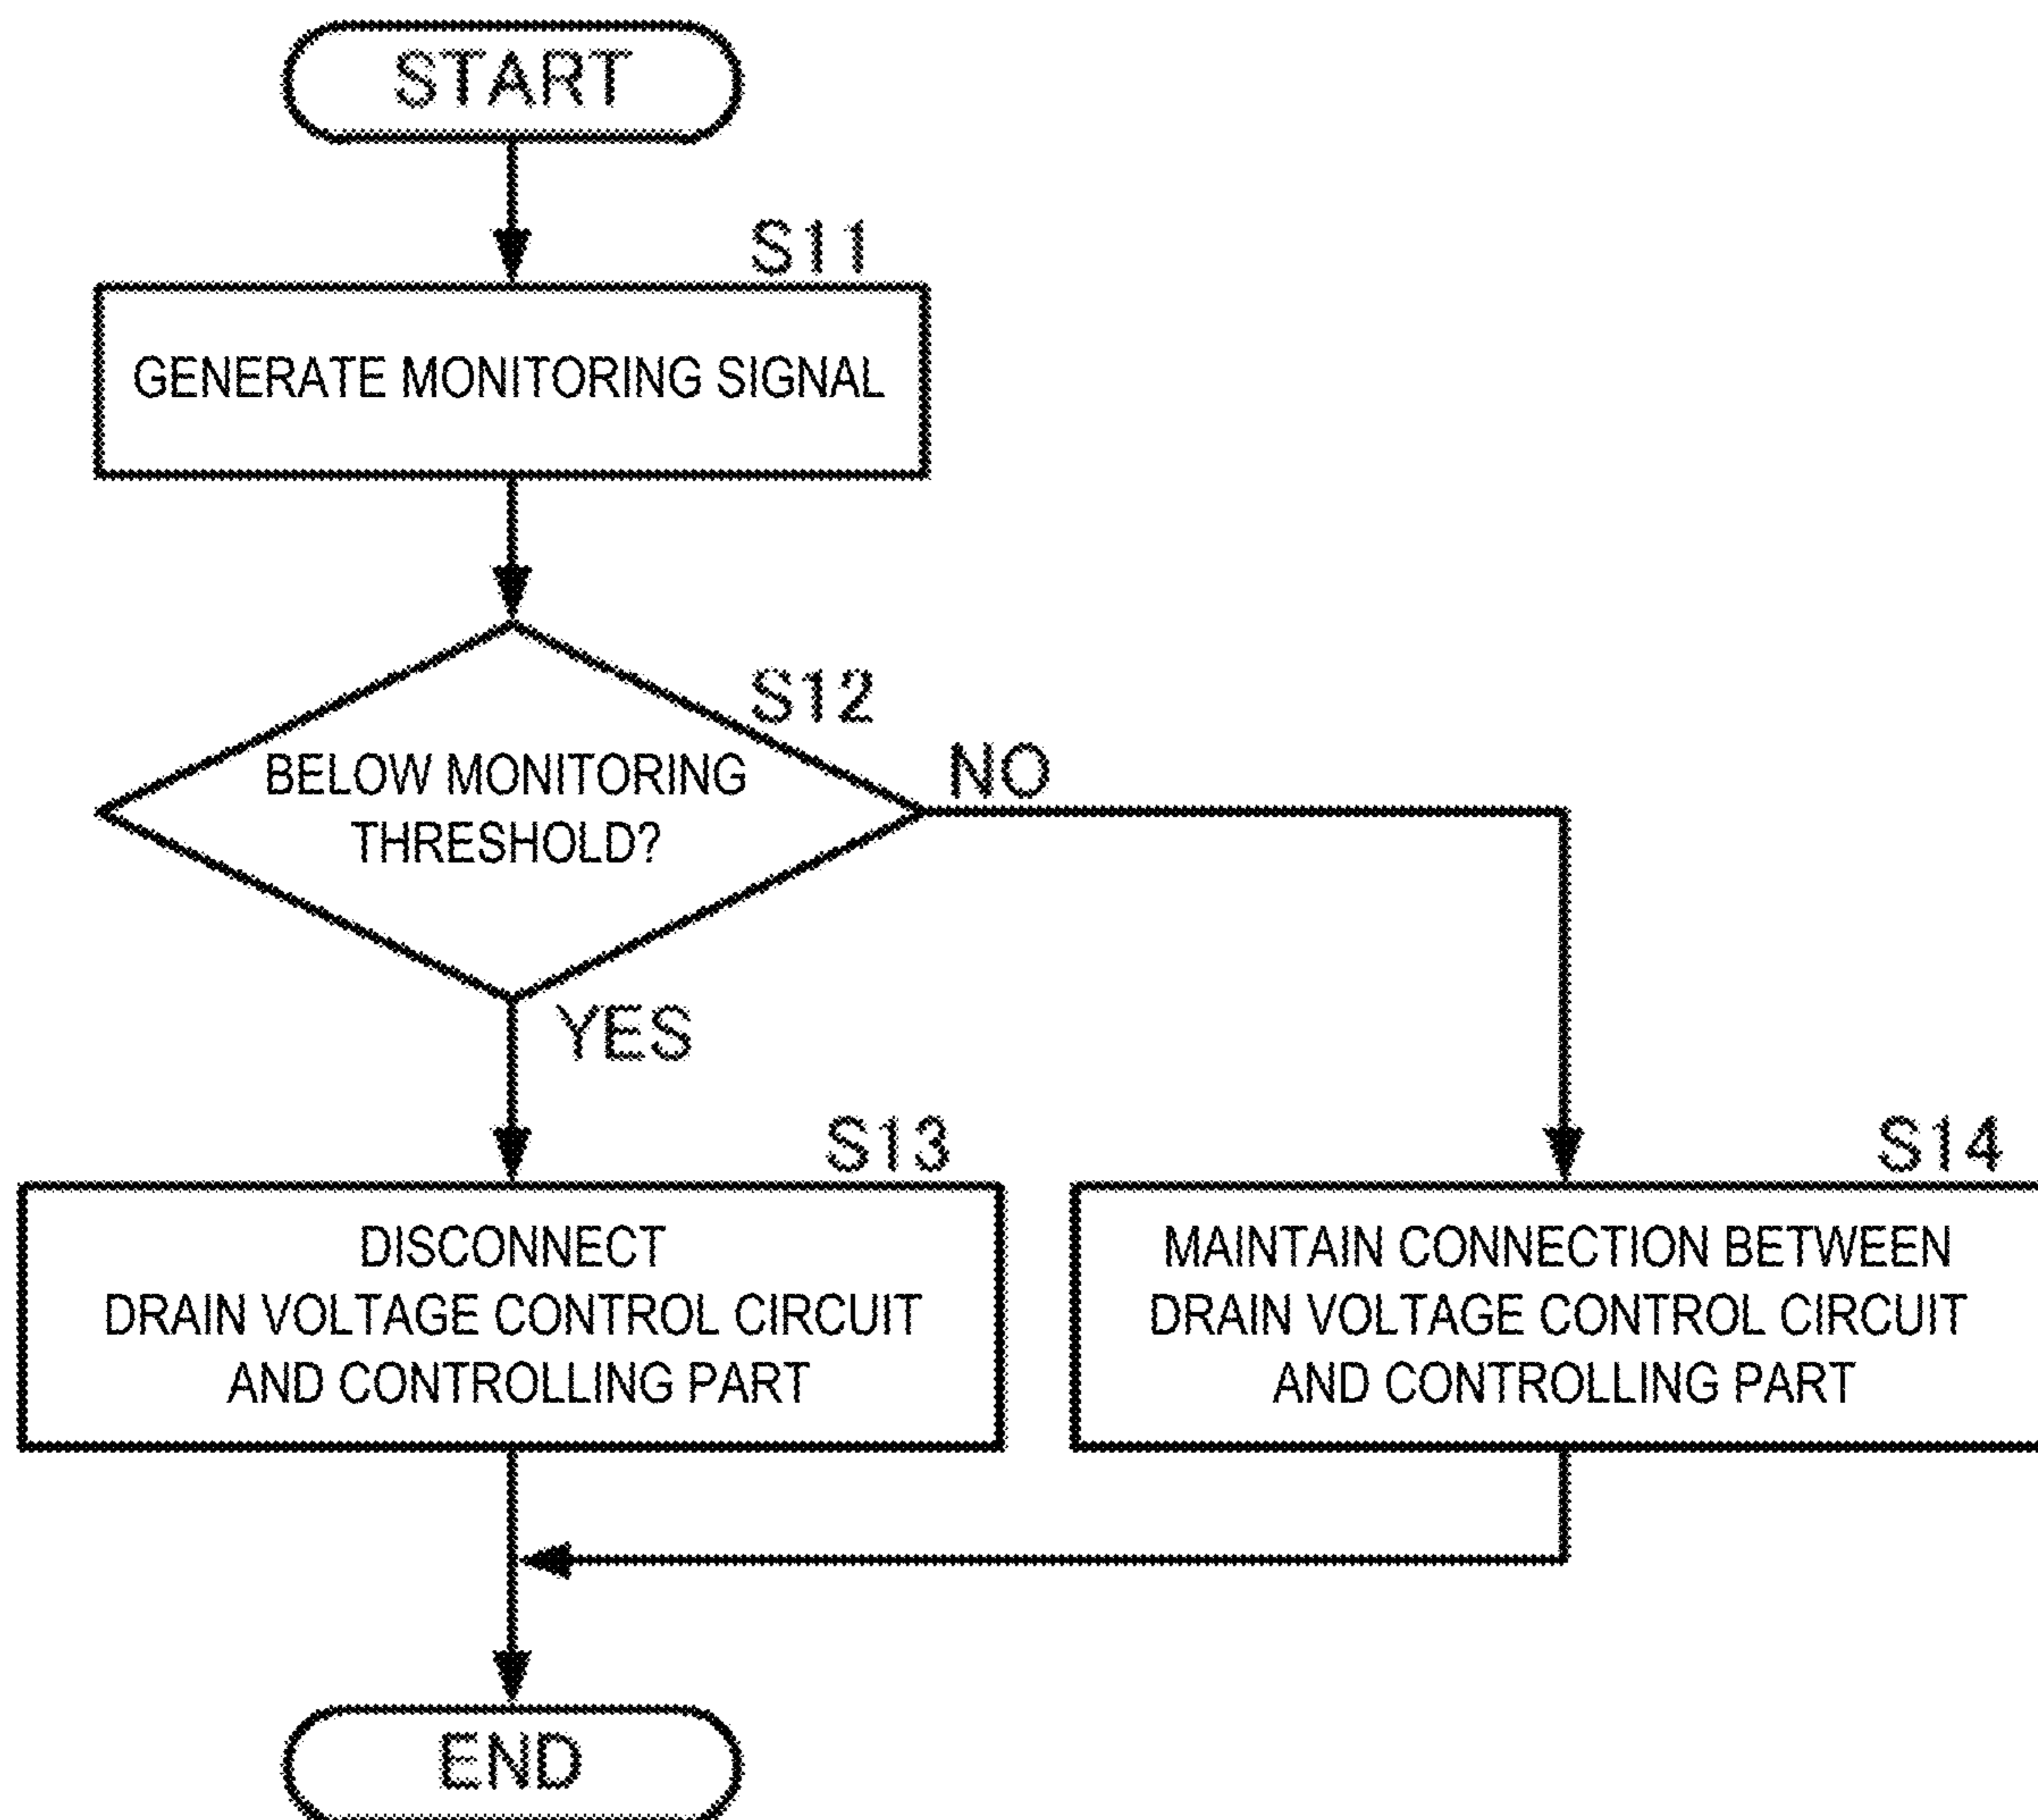 START
S11
GENERATE MONITORING SIGNAL
S12
BELOW MONITORING
THRESHOLD?
NO
YES
S13
DISCONNECT
DRAIN VOLTAGE CONTROL CIRCUIT
AND CONTROLLING PART
S14
MAINTAIN CONNECTION BETWEEN
DRAIN VOLTAGE CONTROL CIRCUIT
AND CONTROLLING PART
END